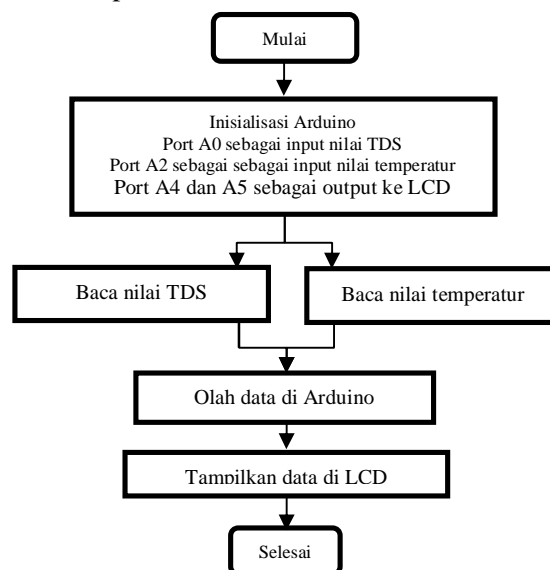 Mulai
Inisialisasi Arduino
Port A0 sebagai input nilai TDS
Port A2 sebagai sebagai input nilai temperatur
Port A4 dan A5 sebagai output ke LCD
Baca nilai TDS
Baca nilai temperatur
Olah data di Arduino
Tampilkan data di LCD
Selesai